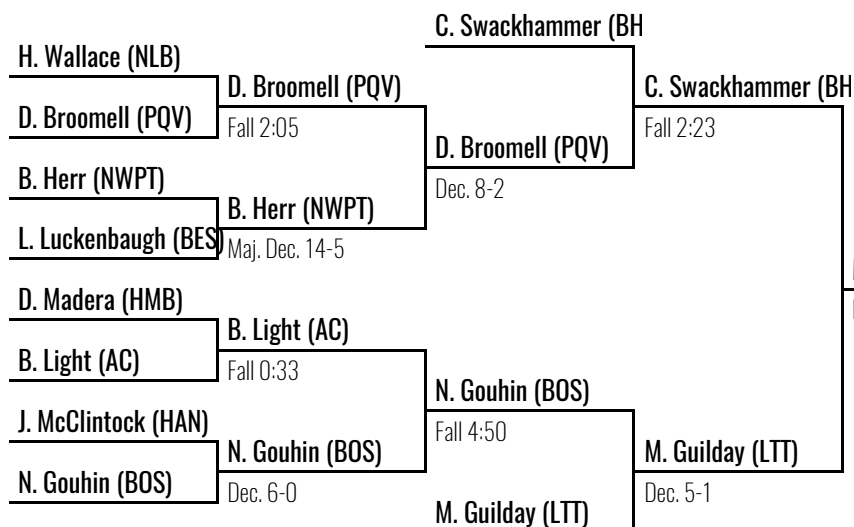 C. Swackhammer (BH
H. Wallace (NLB)
D. Broomell (PQV)
C. Swackhammer (BH
D. Broomell (PQV)
Fall 2:05
Fall 2:23
D. Broomell (PQV)
B. Herr (NWPT)
Dec. 8-2
B. Herr (NWPT)
L. Luckenbaugh (BES)
Maj. Dec. 14-5
D. Madera (HMB)
B. Light (AC)
B. Light (AC)
Fall 0:33
N. Gouhin (BOS)
J. McClintock (HAN)
Fall 4:50
N. Gouhin (BOS)
M. Guilday (LTT)
N. Gouhin (BOS)
Dec. 6-0
Dec. 5-1
M. Guilday (LTT)